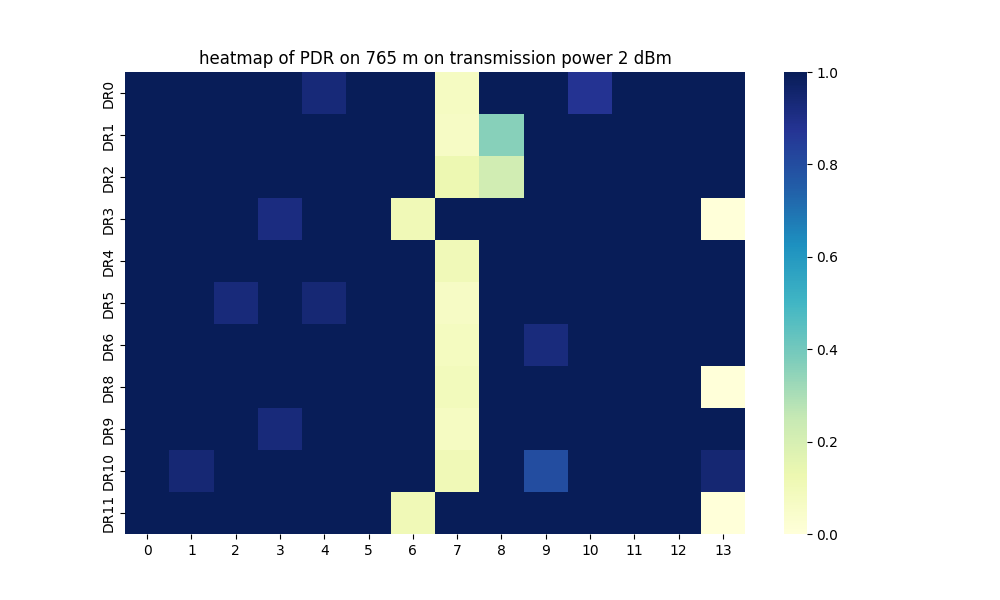 heatmap of PDR on 765 m on transmission power 2 dBm
DR0
DR1
DR2
DR3
DR4
DR5
DR6
DR8
DR9
DR10
DR11
0 1 2 3 4 5 6 7 8 9 10 11 12 13
1.0
0.8
0.6
0.4
0.2
0.0